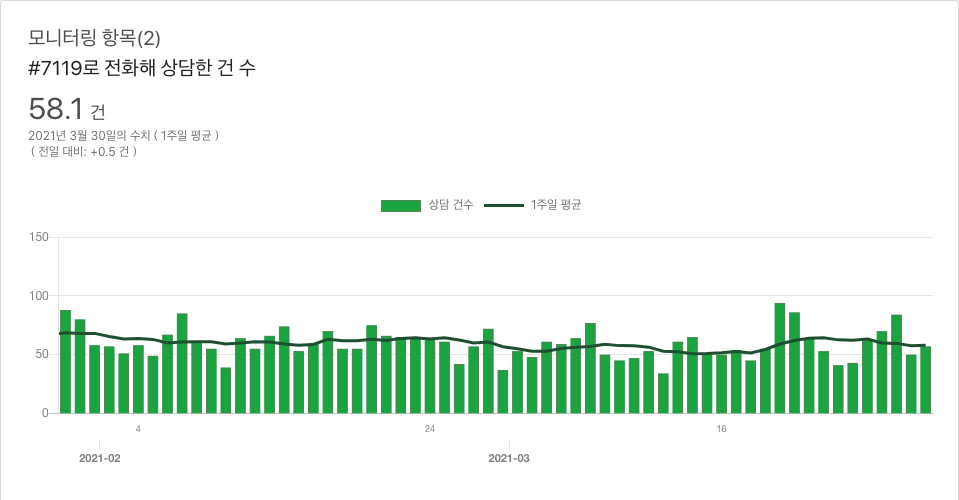 모니터링 항목(2)
#7119로 전화해 상담한 건 수
58.1 건
2021년 3월 30일의 수치 ( 1주일 평균 )
( 전일 대비: +0.5 건 )
상담 건수 1주일 평균
150
100
50
0
4 24 16
2021-02 2021-03